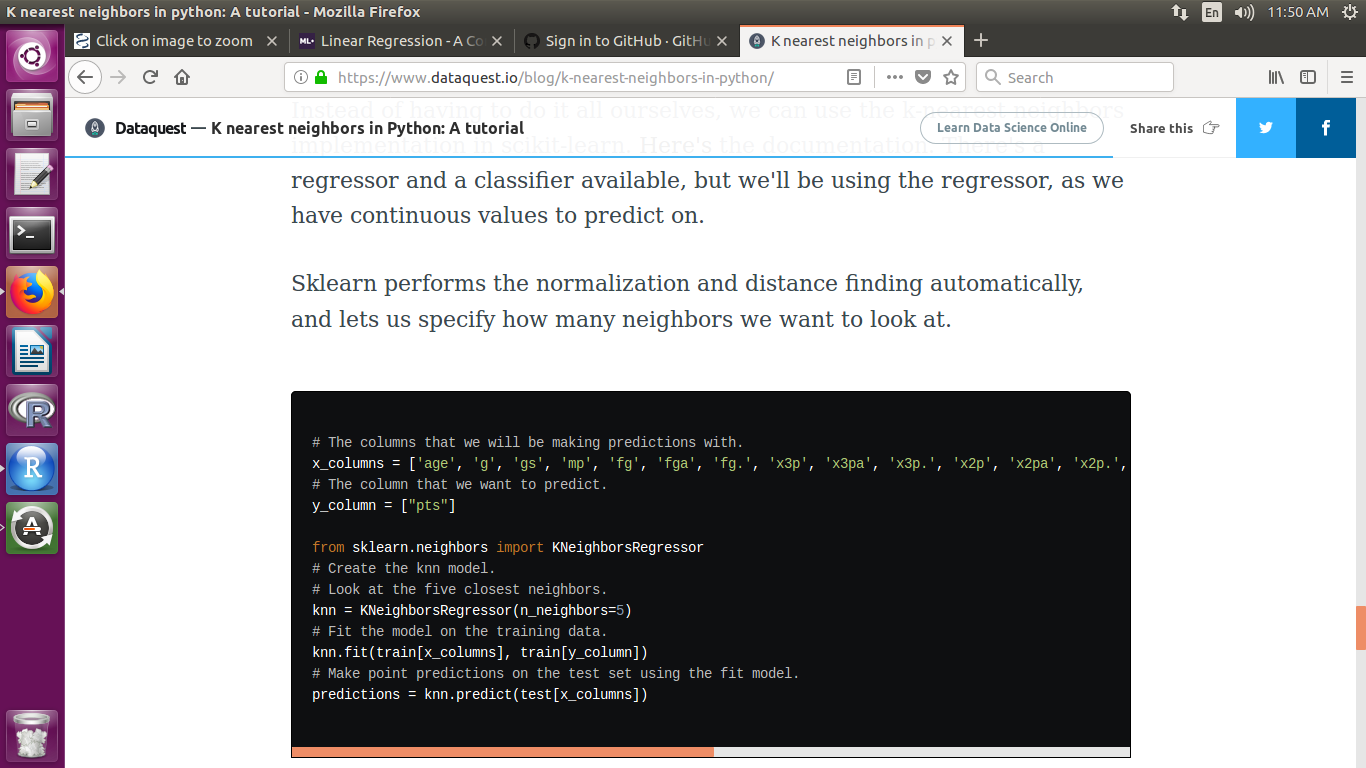 K nearest neighbors in python: A tutorial - Mozilla Firefox
En
11:50 AM
Click on image to zoom
ML
Linear Regression - A Co
Sign in to GitHub · GitHu
K nearest neighbors in p
https://www.dataquest.io/blog/k-nearest-neighbors-in-python/
Search
Instead of having to do it all ourselves, we can use the k-nearest neighbors
Dataquest — K nearest neighbors in Python: A tutorial
Learn Data Science Online
Share this
implementation in scikit-learn. Here's the documentation. There's a
regressor and a classifier available, but we'll be using the regressor, as we
have continuous values to predict on.
Sklearn performs the normalization and distance finding automatically,
and lets us specify how many neighbors we want to look at.
# The columns that we will be making predictions with.
x_columns = ['age', 'g', 'gs', 'mp', 'fg', 'fga', 'fg.', 'x3p', 'x3pa', 'x3p.', 'x2p', 'x2pa', 'x2p.',
# The column that we want to predict.
y_column = ["pts"]
from sklearn.neighbors import KNeighborsRegressor
# Create the knn model.
# Look at the five closest neighbors.
knn = KNeighborsRegressor(n_neighbors=5)
# Fit the model on the training data.
knn.fit(train[x_columns], train[y_column])
# Make point predictions on the test set using the fit model.
predictions = knn.predict(test[x_columns])